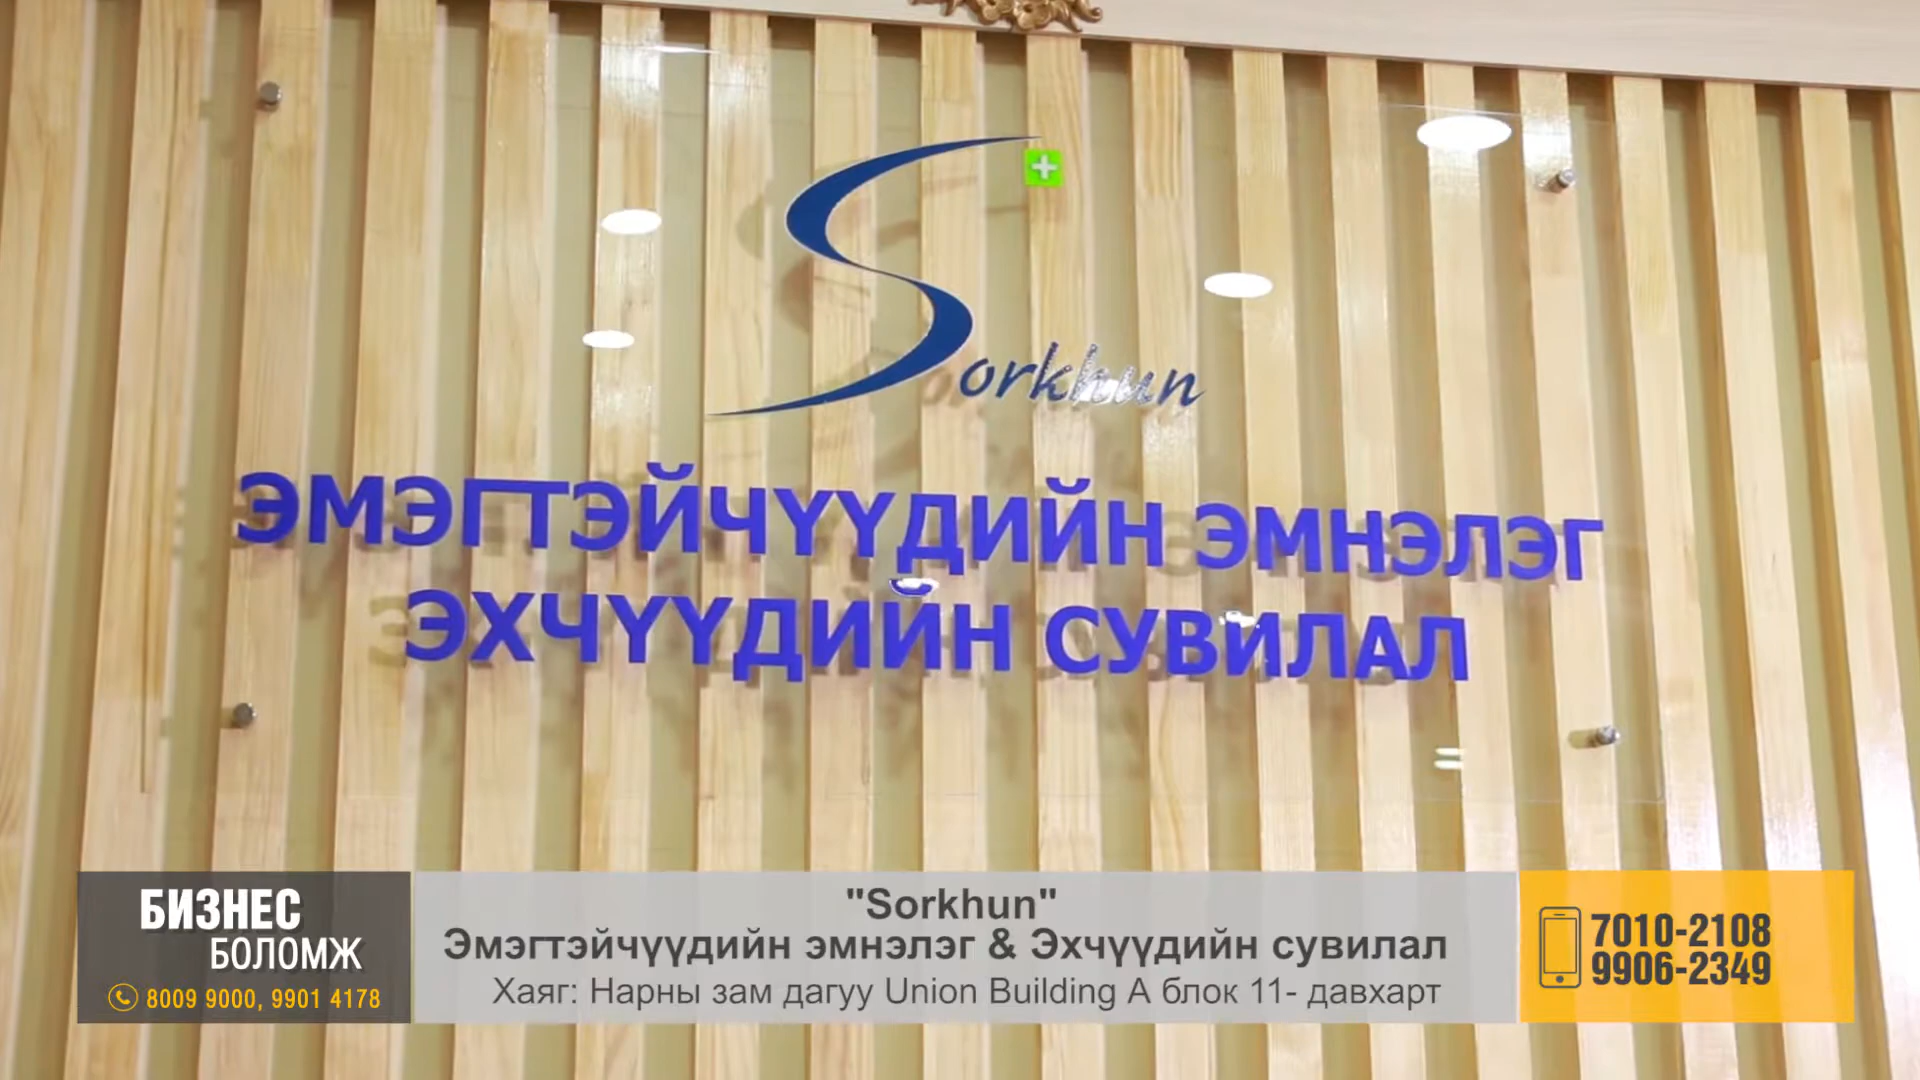 Sorkhun
ЭМЭГТЭЙЧҮҮДИЙН ЭМНЭЛЭГ
ЭХЧҮҮДИЙН СУВИЛАЛ
БИЗНЕС
БОЛОМЖ
8009 9000, 9901 4178
"Sorkhun"
Эмэгтэйчүүдийн эмнэлэг & Эхчүүдийн сувилал
Хаяг: Нарны зам дагуу Union Building A блок 11- давхарт
7010-2108
9906-2349